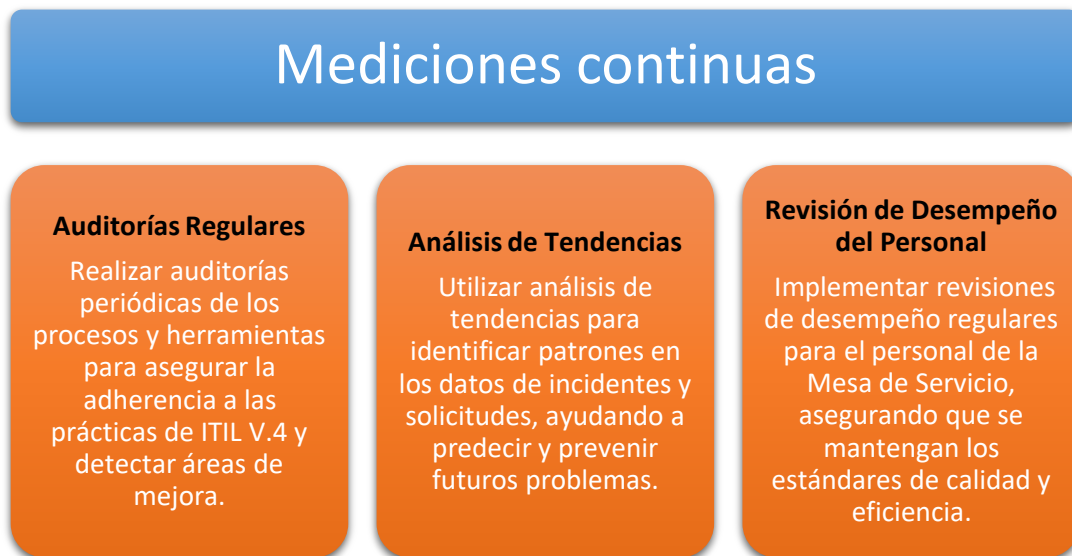 Mediciones continuas
Auditorías Regulares
Realizar auditorías
periódicas de los
procesos y herramientas
para asegurar la
adherencia a las
prácticas de ITIL V.4 y
detectar áreas de
mejora.
Análisis de Tendencias
Utilizar análisis de
tendencias para
identificar patrones en
los datos de incidentes y
solicitudes, ayudando a
predecir y prevenir
futuros problemas.
Revisión de Desempeño
del Personal
Implementar revisiones
de desempeño regulares
para el personal de la
Mesa de Servicio,
asegurando que se
mantengan los
estándares de calidad y
eficiencia.